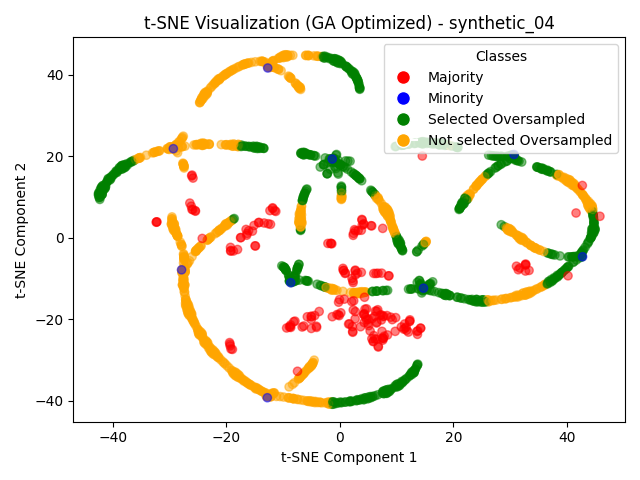 t-SNE Visualization (GA Optimized) - synthetic_04
Classes
Majority
Minority
Selected Oversampled
Not selected Oversampled
t-SNE Component 2
40
20
0
−20
−40
−40
−20
0
20
40
t-SNE Component 1